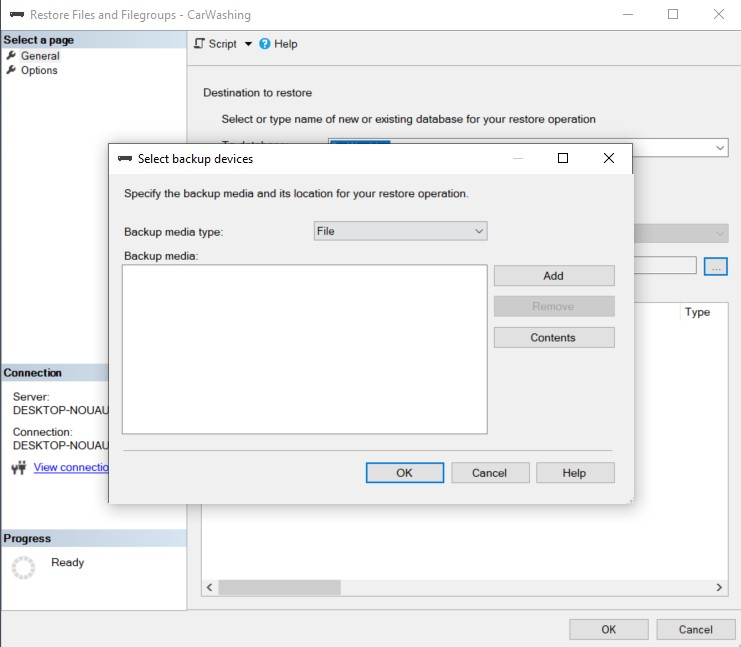 Restore Files and Filegroups - CarWashing
Select a page
General
Options
Script Help
Destination to restore
Select or type name of new or existing database for your restore operation
Select backup devices
Specify the backup media and its location for your restore operation.
Backup media type: File
Backup media:
Add
Remove
Contents
Type
OK Cancel Help
Connection
Server:
DESKTOP-NOUAU
Connection:
DESKTOP-NOUAU
View connectio
Progress
Ready
...
OK Cancel